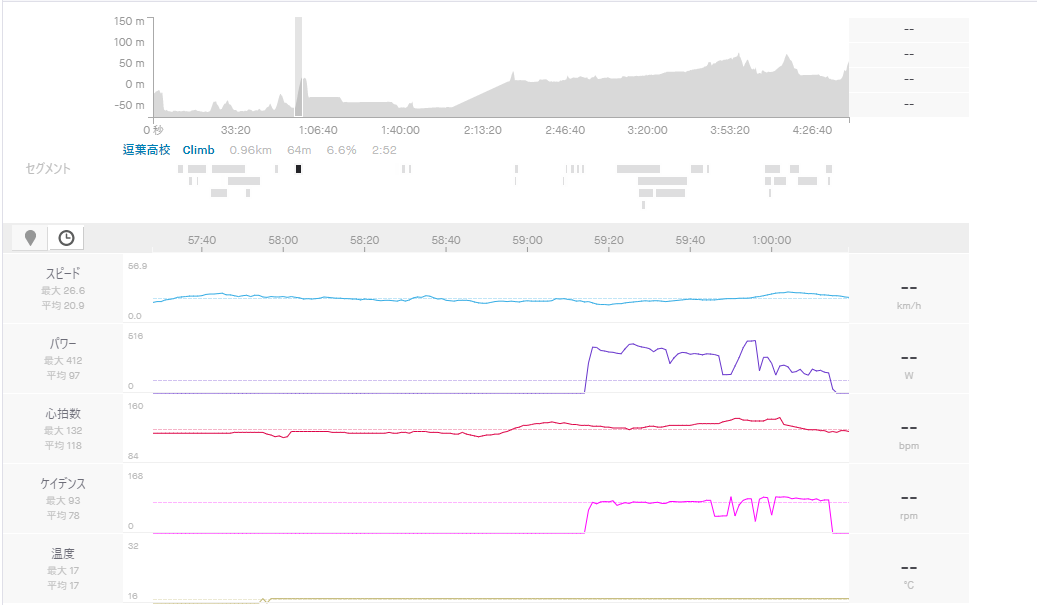 150 m
100 m
50 m
0 m
-50 m
--
--
--
--
0 秒 33:20 1:06:40 1:40:00 2:13:20 2:46:40 3:20:00 3:53:20 4:26:40
逗葉高校 Climb 0.96km 64m 6.6% 2:52
セグメント
57:40 58:00 58:20 58:40 59:00 59:20 59:40 1:00:00
スピード
最大 26.6
平均 20.9
56.9
0.0
--
km/h
パワー
最大 412
平均 97
516
0
--
W
心拍数
最大 132
平均 118
160
84
--
bpm
ケイデンス
最大 93
平均 78
168
0
--
rpm
温度
最大 17
平均 17
32
16
--
°C